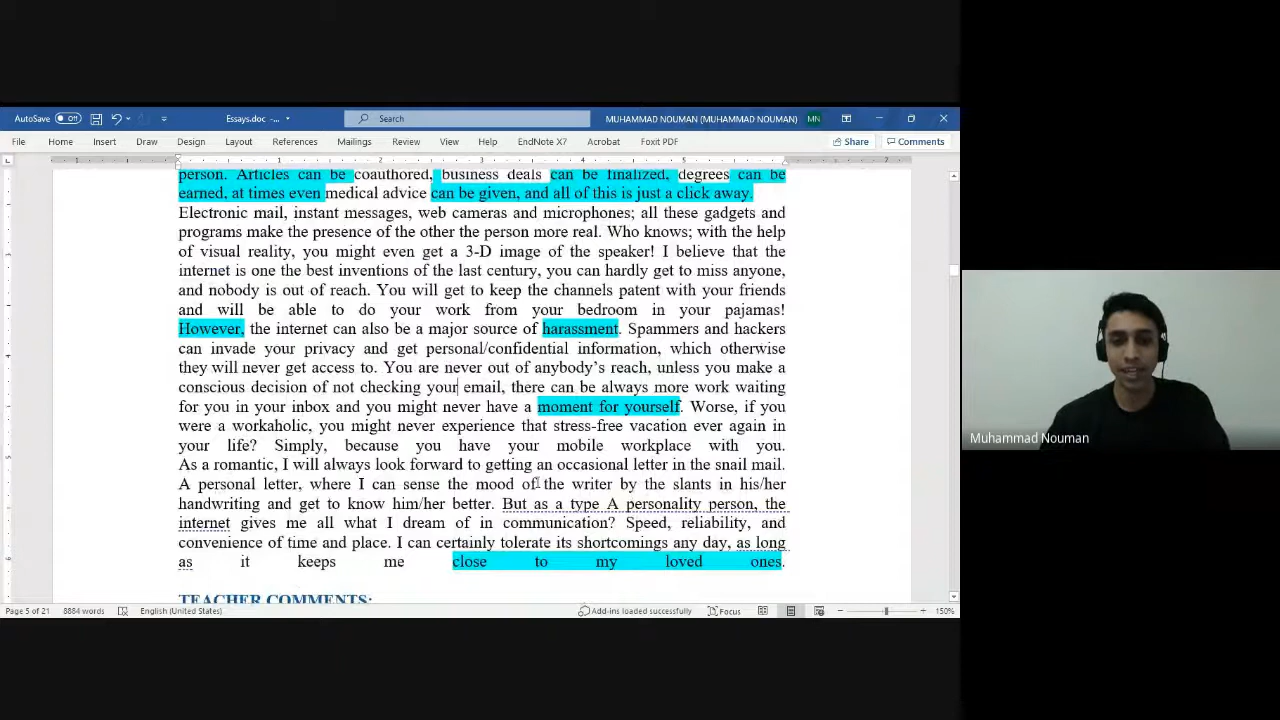 AutoSave Off Essays.doc -... Search MUHAMMAD NOUMAN (MUHAMMAD NOUMAN) MN
File Home Insert Draw Design Layout References Mailings Review View Help EndNote X7 Acrobat Foxit PDF Share Comments
1 1 2 3 4 5 7
person. Articles can be coauthored, business deals can be finalized, degrees can be
earned, at times even medical advice can be given, and all of this is just a click away.
Electronic mail, instant messages, web cameras and microphones; all these gadgets and
programs make the presence of the other the person more real. Who knows; with the help
of visual reality, you might even get a 3-D image of the speaker! I believe that the
internet is one the best inventions of the last century, you can hardly get to miss anyone,
and nobody is out of reach. You will get to keep the channels patent with your friends
and will be able to do your work from your bedroom in your pajamas!
However, the internet can also be a major source of harassment. Spammers and hackers
can invade your privacy and get personal/confidential information, which otherwise
they will never get access to. You are never out of anybody's reach, unless you make a
conscious decision of not checking your email, there can be always more work waiting
for you in your inbox and you might never have a moment for yourself. Worse, if you
were a workaholic, you might never experience that stress-free vacation ever again in
your life? Simply, because you have your mobile workplace with you.
As a romantic, I will always look forward to getting an occasional letter in the snail mail.
A personal letter, where I can sense the mood of the writer by the slants in his/her
handwriting and get to know him/her better. But as a type A personality person, the
internet gives me all what I dream of in communication? Speed, reliability, and
convenience of time and place. I can certainly tolerate its shortcomings any day, as long
as it keeps me close to my loved ones.
TEACHER COMMENTS:
Page 5 of 21 8884 words English (United States) Add-ins loaded successfully Focus 150%
Muhammad Nouman